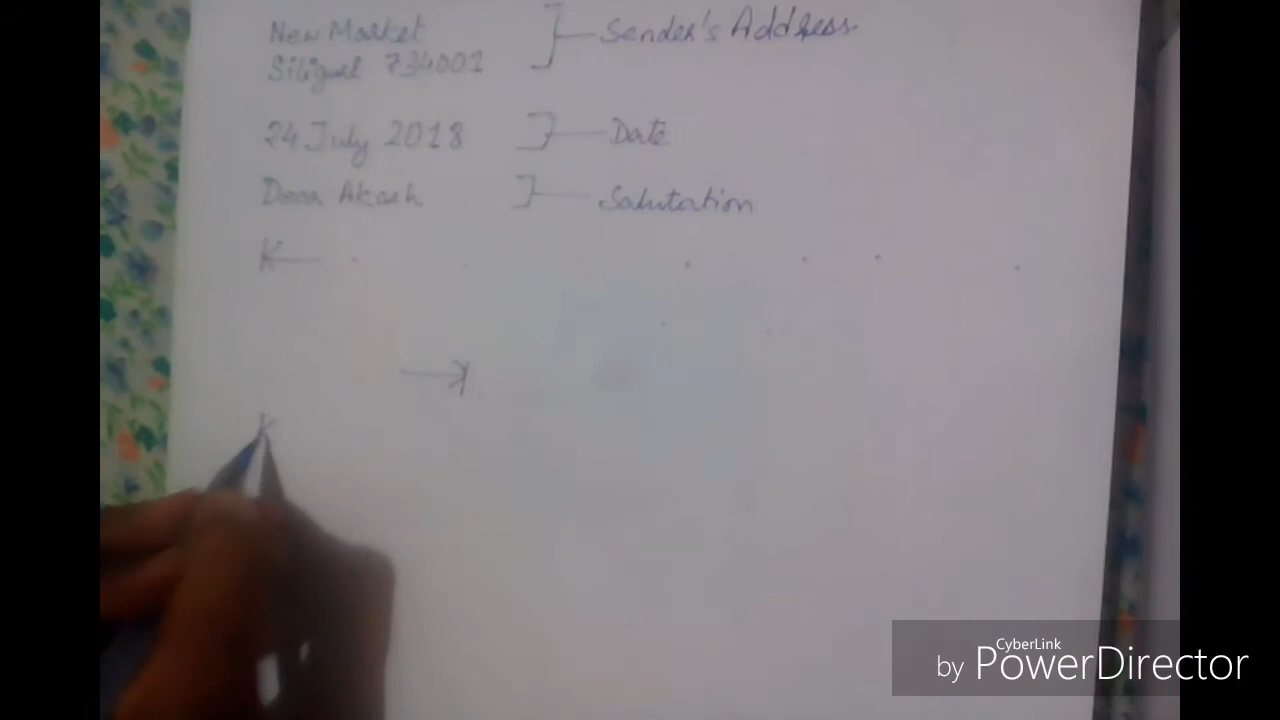 New Market Sender's Address
Siliguri 734001
24 July 2018 Date
Dear Akash Salutation
CyberLink
by PowerDirector